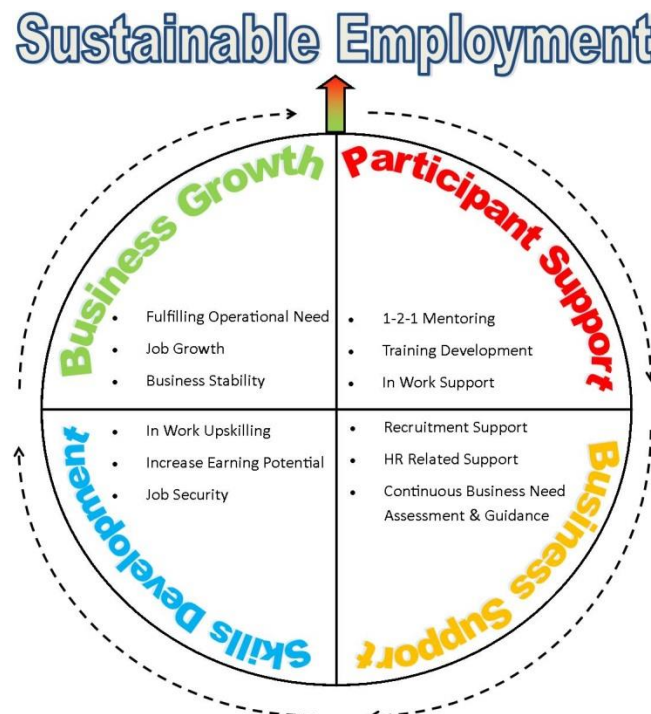 Sustainable Employment
Business Growth
• Fulfilling Operational Need
• Job Growth
• Business Stability
Participant Support
• 1-2-1 Mentoring
• Training Development
• In Work Support
Business Support
• Recruitment Support
• HR Related Support
• Continuous Business Need
Assessment & Guidance
Skills Development
• In Work Upskilling
• Increase Earning Potential
• Job Security